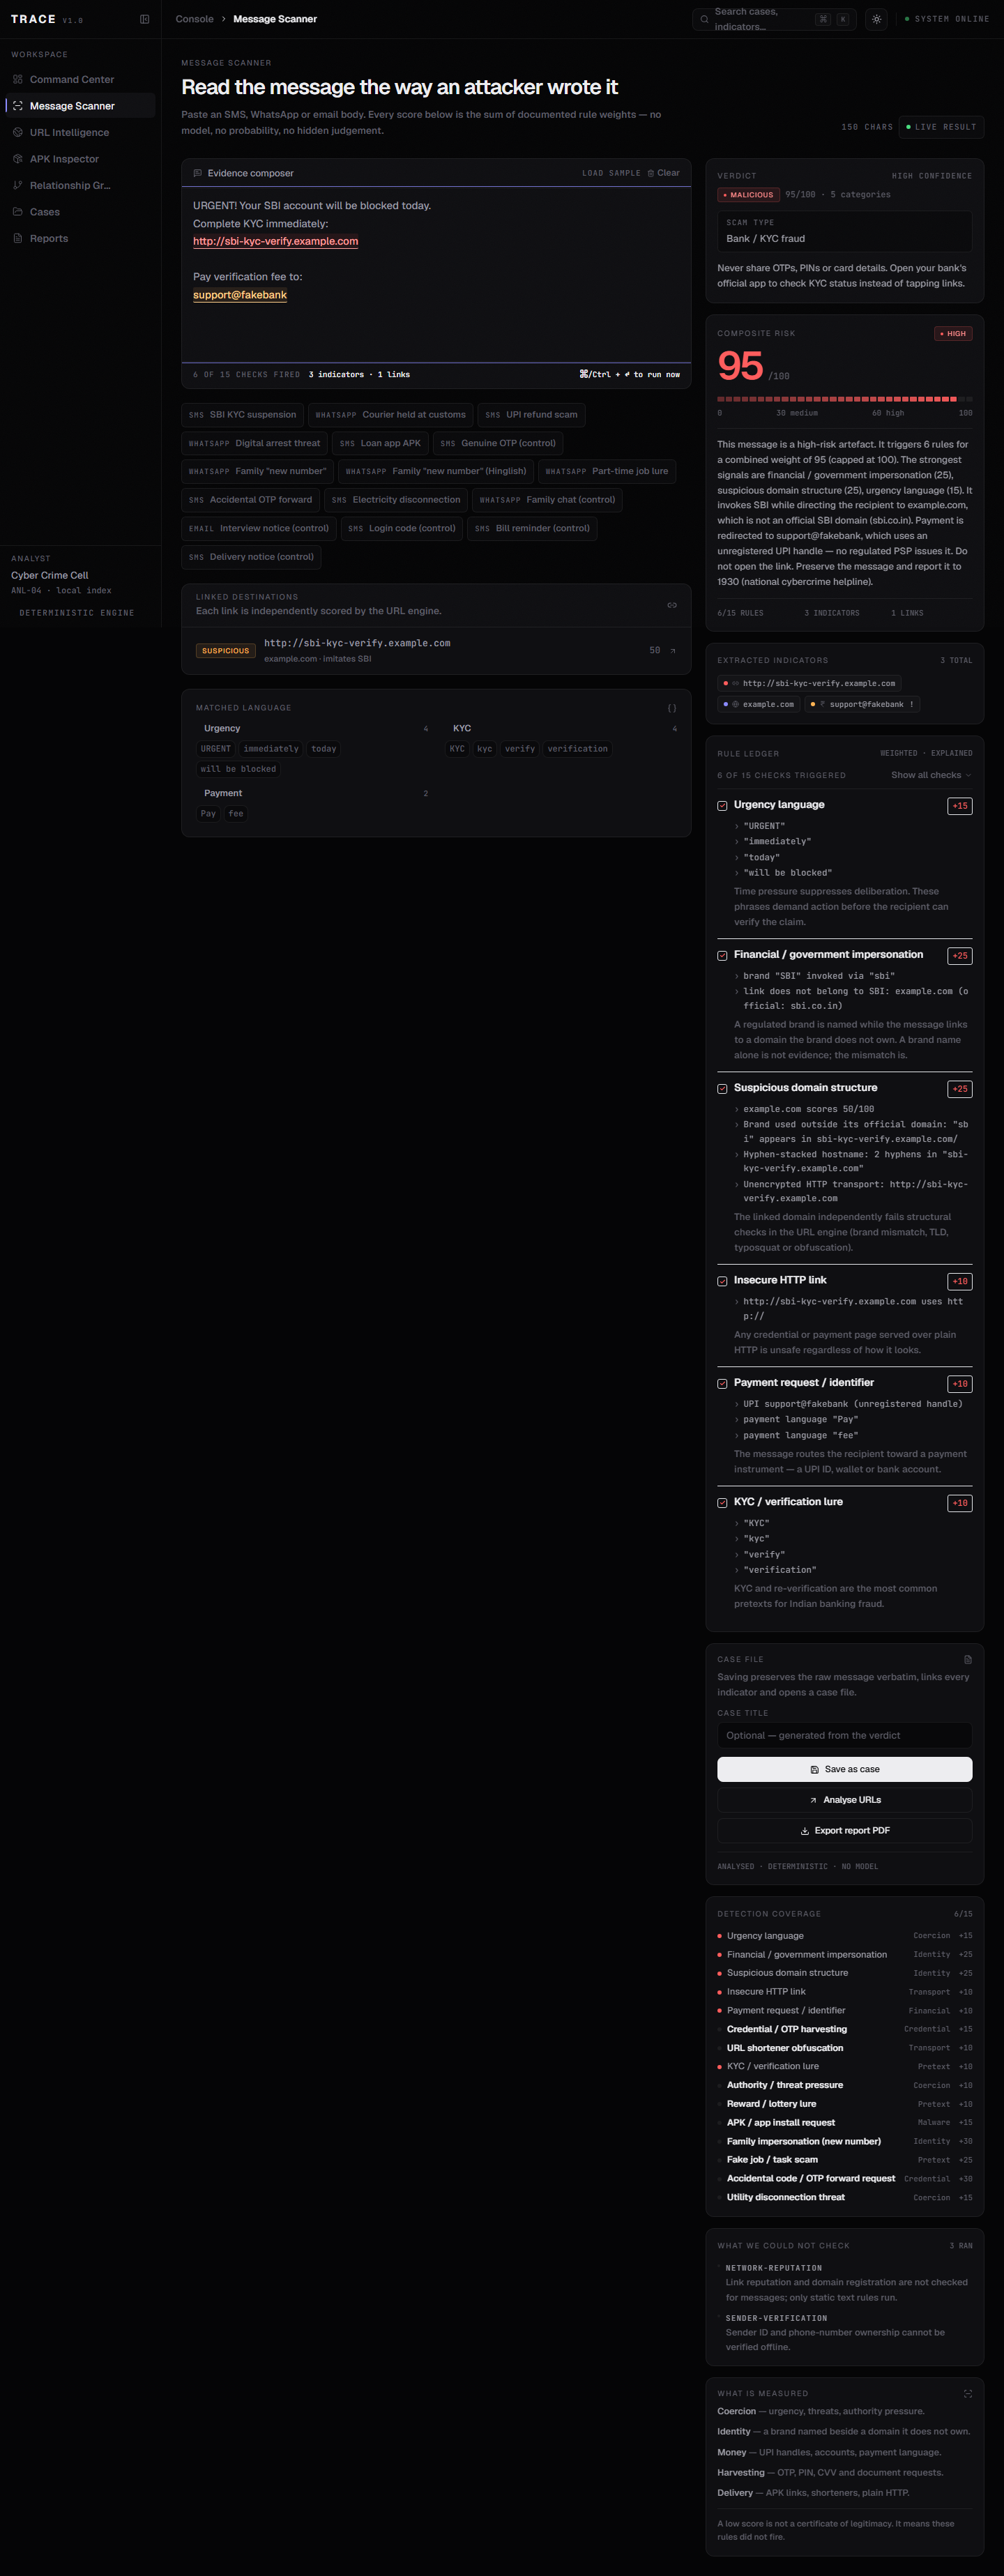 TRACE V1.0
WORKSPACE
Command Center
Message Scanner
URL Intelligence
APK Inspector
Relationship Gr...
Cases
Reports
ANALYST
Cyber Crime Cell
ANL-04 · local index
DETERMINISTIC ENGINE
Console › Message Scanner
Search cases, indicators...
⌘ K
SYSTEM ONLINE
MESSAGE SCANNER
Read the message the way an attacker wrote it
Paste an SMS, WhatsApp or email body. Every score below is the sum of documented rule weights — no
model, no probability, no hidden judgement.
150 CHARS
LIVE RESULT
Evidence composer
LOAD SAMPLE
Clear
URGENT! Your SBI account will be blocked today.
Complete KYC immediately:
http://sbi-kyc-verify.example.com
Pay verification fee to:
support@fakebank
6 OF 15 CHECKS FIRED 3 indicators · 1 links
⌘/Ctrl + ↵ to run now
SMS SBI KYC suspension
WHATSAPP Courier held at customs
SMS UPI refund scam
WHATSAPP Digital arrest threat
SMS Loan app APK
SMS Genuine OTP (control)
WHATSAPP Family "new number"
WHATSAPP Family "new number" (Hinglish)
WHATSAPP Part-time job lure
SMS Accidental OTP forward
SMS Electricity disconnection
WHATSAPP Family chat (control)
EMAIL Interview notice (control)
SMS Login code (control)
SMS Bill reminder (control)
SMS Delivery notice (control)
LINKED DESTINATIONS
Each link is independently scored by the URL engine.
SUSPICIOUS
http://sbi-kyc-verify.example.com
example.com · imitates SBI
50
MATCHED LANGUAGE
{}
Urgency 4
URGENT immediately today
will be blocked
KYC 4
KYC kyc verify verification
Payment 2
Pay fee
VERDICT
HIGH CONFIDENCE
MALICIOUS 95/100 · 5 categories
SCAM TYPE
Bank / KYC fraud
Never share OTPs, PINs or card details. Open your bank's
official app to check KYC status instead of tapping links.
COMPOSITE RISK
HIGH
95 /100
0 30 medium 60 high 100
This message is a high-risk artefact. It triggers 6 rules for
a combined weight of 95 (capped at 100). The strongest
signals are financial / government impersonation (25),
suspicious domain structure (25), urgency language (15). It
invokes SBI while directing the recipient to example.com,
which is not an official SBI domain (sbi.co.in). Payment is
redirected to support@fakebank, which uses an
unregistered UPI handle — no regulated PSP issues it. Do
not open the link. Preserve the message and report it to
1930 (national cybercrime helpline).
6/15 RULES 3 INDICATORS 1 LINKS
EXTRACTED INDICATORS
3 TOTAL
http://sbi-kyc-verify.example.com
example.com
₹ support@fakebank !
RULE LEDGER
WEIGHTED · EXPLAINED
6 OF 15 CHECKS TRIGGERED
Show all checks
Urgency language +15
› "URGENT"
› "immediately"
› "today"
› "will be blocked"
Time pressure suppresses deliberation. These
phrases demand action before the recipient can
verify the claim.
Financial / government impersonation +25
› brand "SBI" invoked via "sbi"
› link does not belong to SBI: example.com (o
fficial: sbi.co.in)
A regulated brand is named while the message links
to a domain the brand does not own. A brand name
alone is not evidence; the mismatch is.
Suspicious domain structure +25
› example.com scores 50/100
› Brand used outside its official domain: "sb
i" appears in sbi-kyc-verify.example.com/
› Hyphen-stacked hostname: 2 hyphens in "sbi-
kyc-verify.example.com"
› Unencrypted HTTP transport: http://sbi-kyc-
verify.example.com
The linked domain independently fails structural
checks in the URL engine (brand mismatch, TLD,
typosquat or obfuscation).
Insecure HTTP link +10
› http://sbi-kyc-verify.example.com uses htt
p://
Any credential or payment page served over plain
HTTP is unsafe regardless of how it looks.
Payment request / identifier +10
› UPI support@fakebank (unregistered handle)
› payment language "Pay"
› payment language "fee"
The message routes the recipient toward a payment
instrument — a UPI ID, wallet or bank account.
KYC / verification lure +10
› "KYC"
› "kyc"
› "verify"
› "verification"
KYC and re-verification are the most common
pretexts for Indian banking fraud.
CASE FILE
Saving preserves the raw message verbatim, links every
indicator and opens a case file.
CASE TITLE
Optional — generated from the verdict
Save as case
Analyse URLs
Export report PDF
ANALYSED · DETERMINISTIC · NO MODEL
DETECTION COVERAGE 6/15
Urgency language Coercion +15
Financial / government impersonation Identity +25
Suspicious domain structure Identity +25
Insecure HTTP link Transport +10
Payment request / identifier Financial +10
Credential / OTP harvesting Credential +15
URL shortener obfuscation Transport +10
KYC / verification lure Pretext +10
Authority / threat pressure Coercion +10
Reward / lottery lure Pretext +10
APK / app install request Malware +15
Family impersonation (new number) Identity +30
Fake job / task scam Pretext +25
Accidental code / OTP forward request Credential +30
Utility disconnection threat Coercion +15
WHAT WE COULD NOT CHECK 3 RAN
NETWORK-REPUTATION
Link reputation and domain registration are not checked
for messages; only static text rules run.
SENDER-VERIFICATION
Sender ID and phone-number ownership cannot be
verified offline.
WHAT IS MEASURED
Coercion — urgency, threats, authority pressure.
Identity — a brand named beside a domain it does not own.
Money — UPI handles, accounts, payment language.
Harvesting — OTP, PIN, CVV and document requests.
Delivery — APK links, shorteners, plain HTTP.
A low score is not a certificate of legitimacy. It means these
rules did not fire.